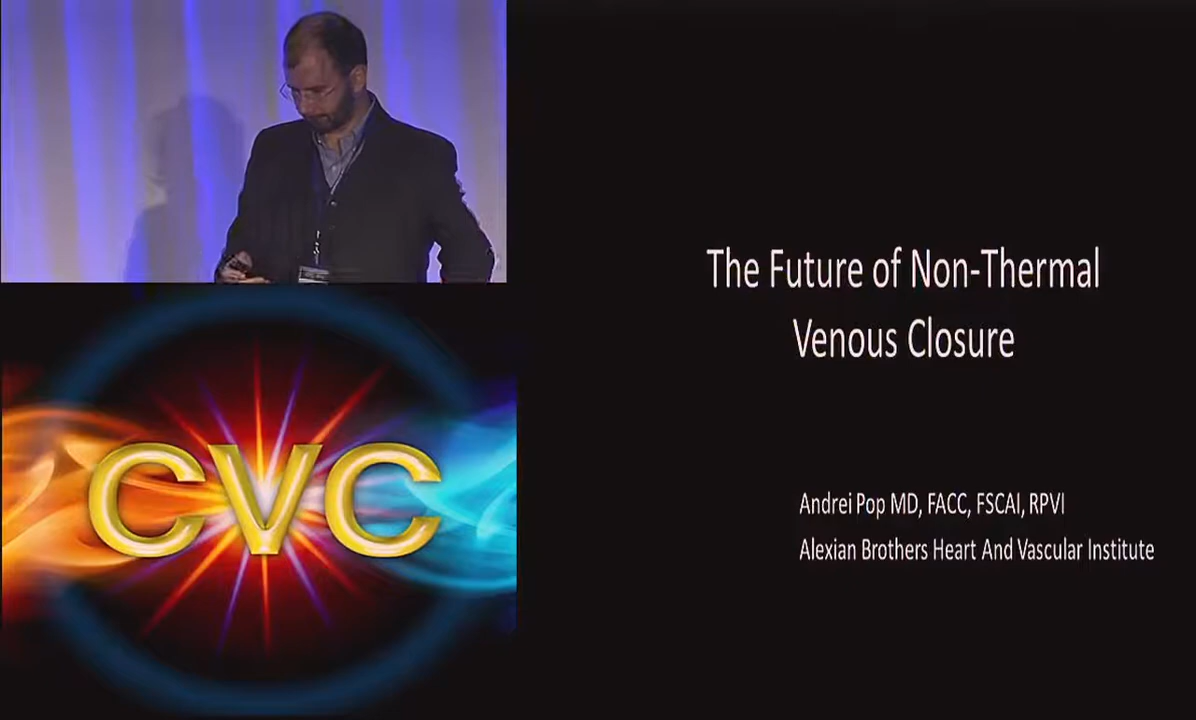 CVC
The Future of Non-Thermal
Venous Closure
Andrei Pop MD, FACC, FSCAI, RPVI
Alexian Brothers Heart And Vascular Institute